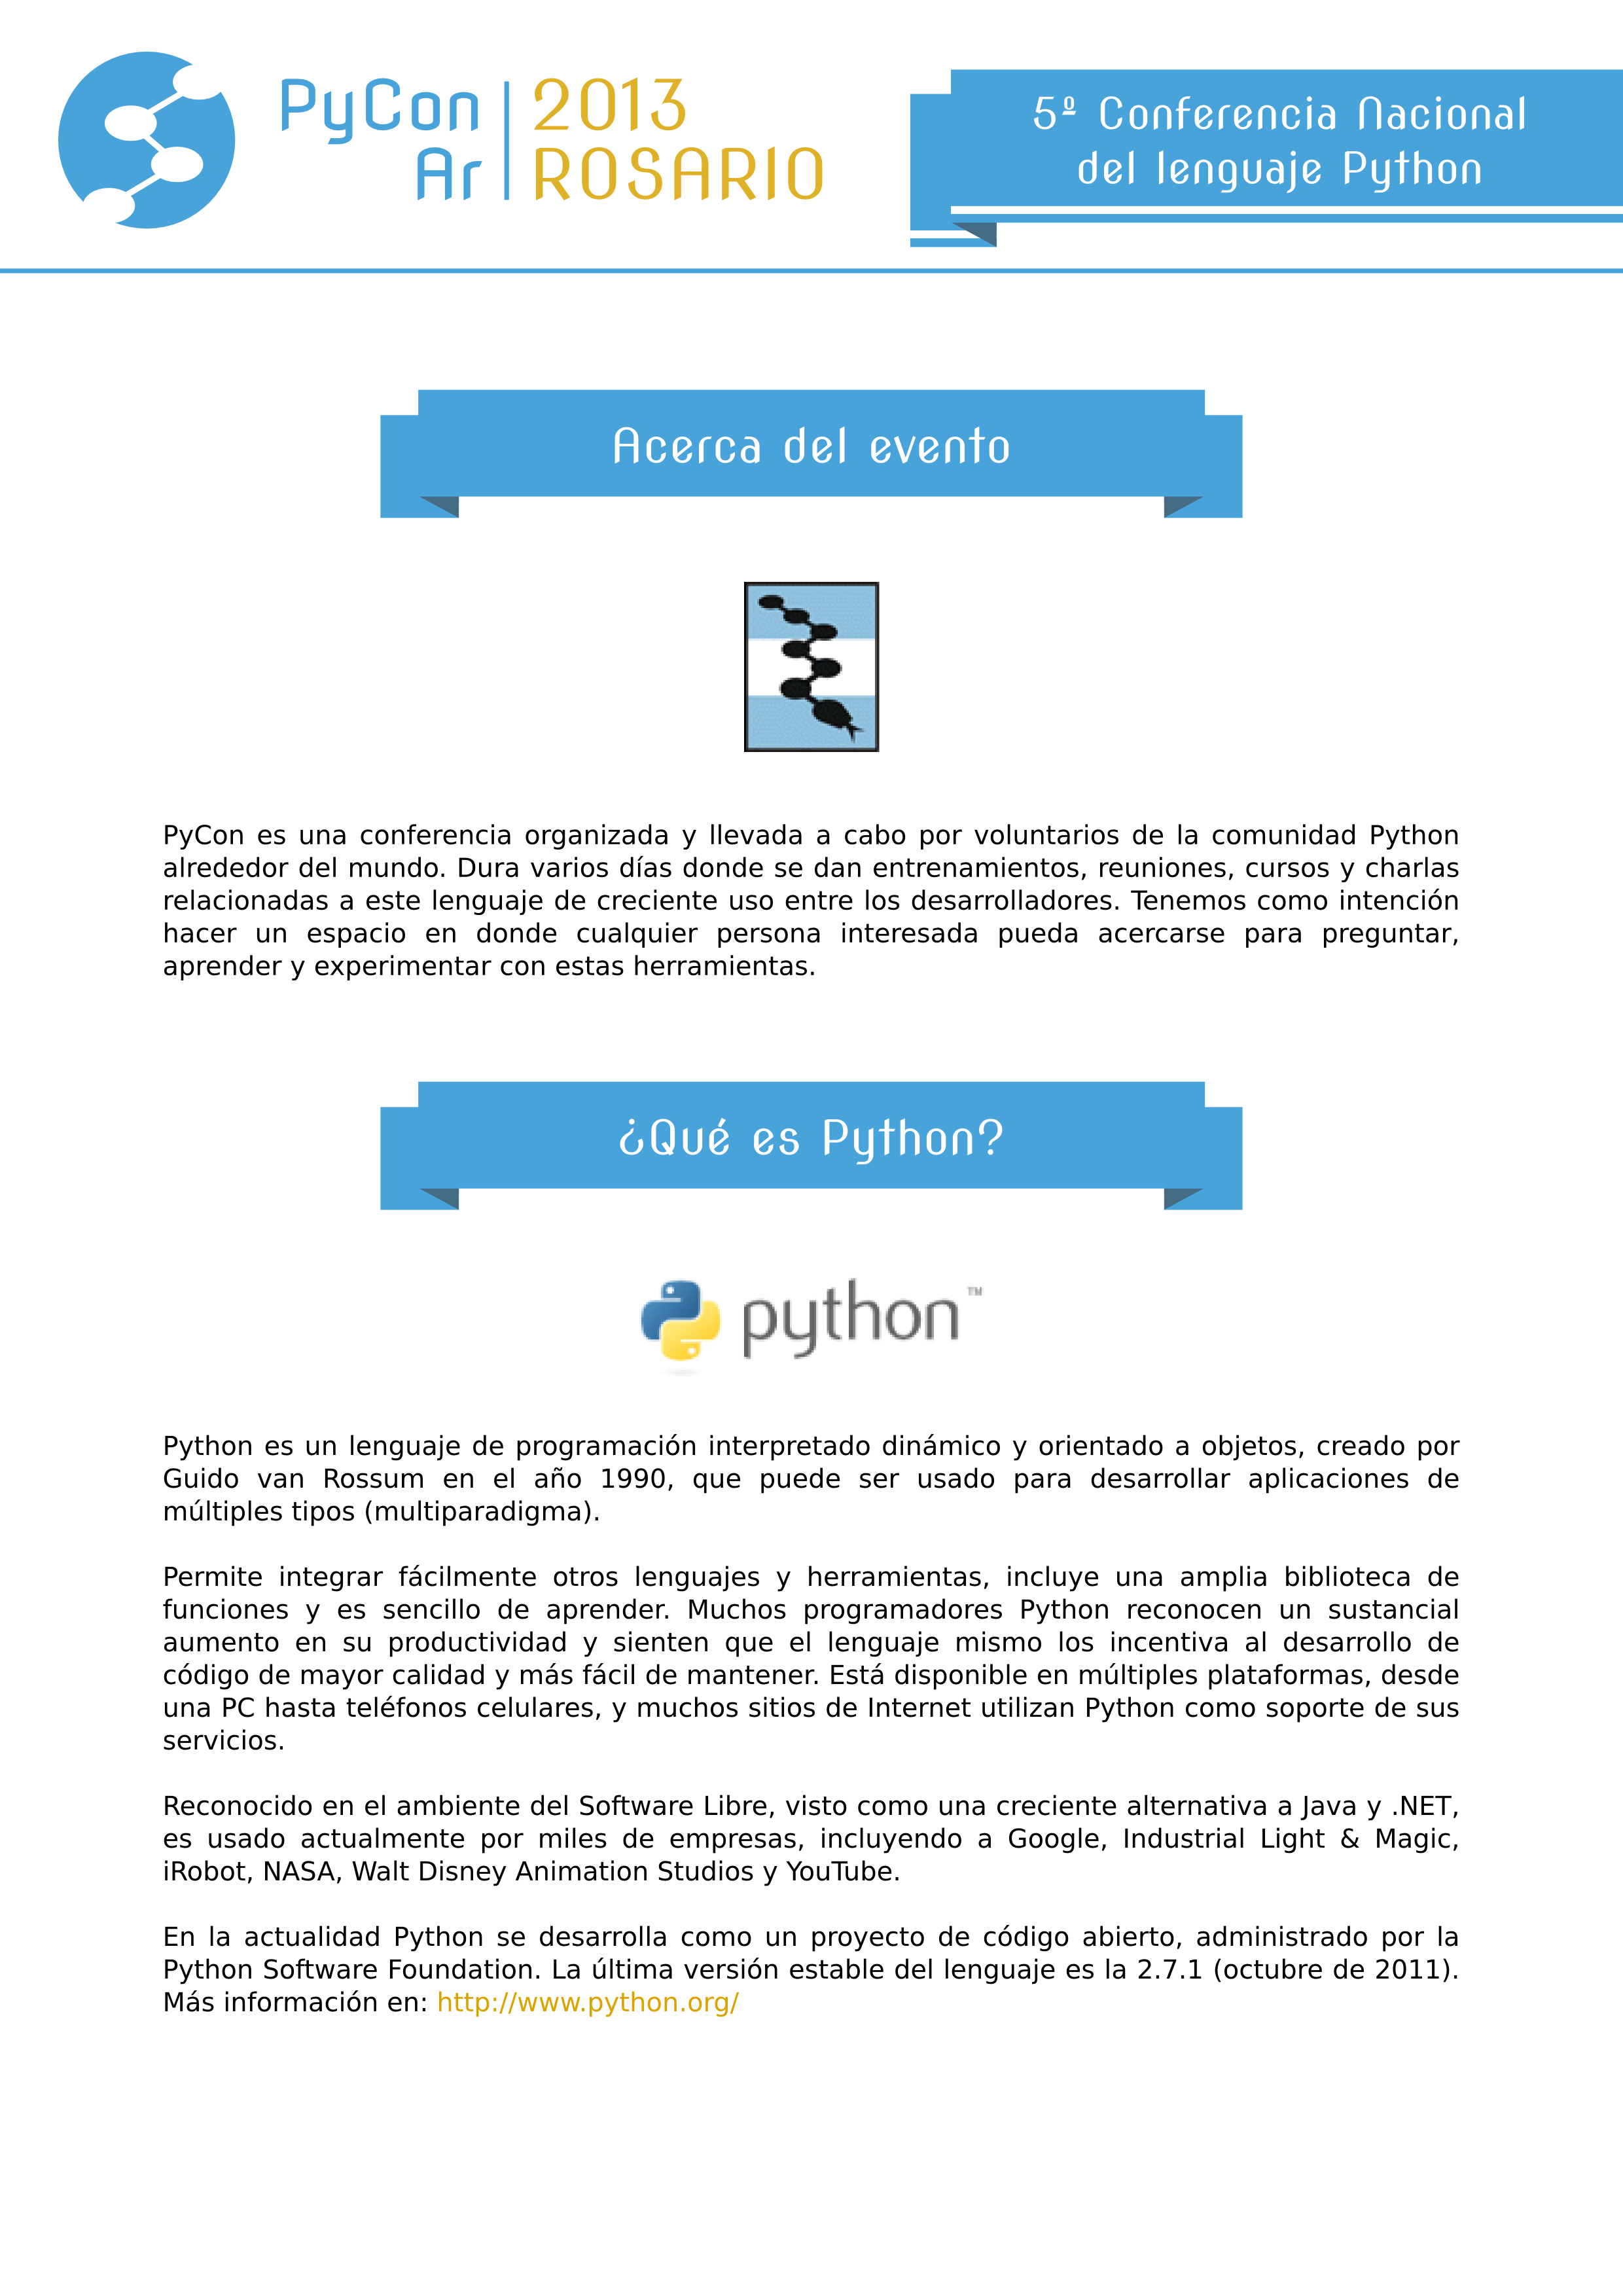 PyCon Ar
2013 ROSARIO
5º Conferencia Nacional
del lenguaje Python
Acerca del evento
PyCon es una conferencia organizada y llevada a cabo por voluntarios de la comunidad Python
alrededor del mundo. Dura varios días donde se dan entrenamientos, reuniones, cursos y charlas
relacionadas a este lenguaje de creciente uso entre los desarrolladores. Tenemos como intención
hacer un espacio en donde cualquier persona interesada pueda acercarse para preguntar,
aprender y experimentar con estas herramientas.
¿Qué es Python?
python™
Python es un lenguaje de programación interpretado dinámico y orientado a objetos, creado por
Guido van Rossum en el año 1990, que puede ser usado para desarrollar aplicaciones de
múltiples tipos (multiparadigma).
Permite integrar fácilmente otros lenguajes y herramientas, incluye una amplia biblioteca de
funciones y es sencillo de aprender. Muchos programadores Python reconocen un sustancial
aumento en su productividad y sienten que el lenguaje mismo los incentiva al desarrollo de
código de mayor calidad y más fácil de mantener. Está disponible en múltiples plataformas, desde
una PC hasta teléfonos celulares, y muchos sitios de Internet utilizan Python como soporte de sus
servicios.
Reconocido en el ambiente del Software Libre, visto como una creciente alternativa a Java y .NET,
es usado actualmente por miles de empresas, incluyendo a Google, Industrial Light & Magic,
iRobot, NASA, Walt Disney Animation Studios y YouTube.
En la actualidad Python se desarrolla como un proyecto de código abierto, administrado por la
Python Software Foundation. La última versión estable del lenguaje es la 2.7.1 (octubre de 2011).
Más información en: http://www.python.org/